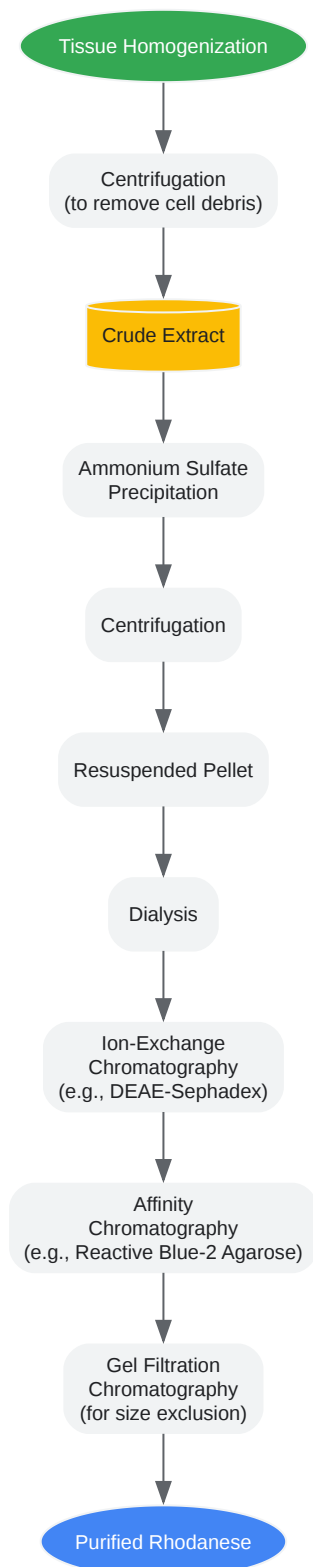 Tissue Homogenization
Centrifugation
(to remove cell debris)
Crude Extract
Ammonium Sulfate
Precipitation
Centrifugation
Resuspended Pellet
Dialysis
Ion-Exchange
Chromatography
(e.g., DEAE-Sephadex)
Affinity
Chromatography
(e.g., Reactive Blue-2 Agarose)
Gel Filtration
Chromatography
(for size exclusion)
Purified Rhodanese